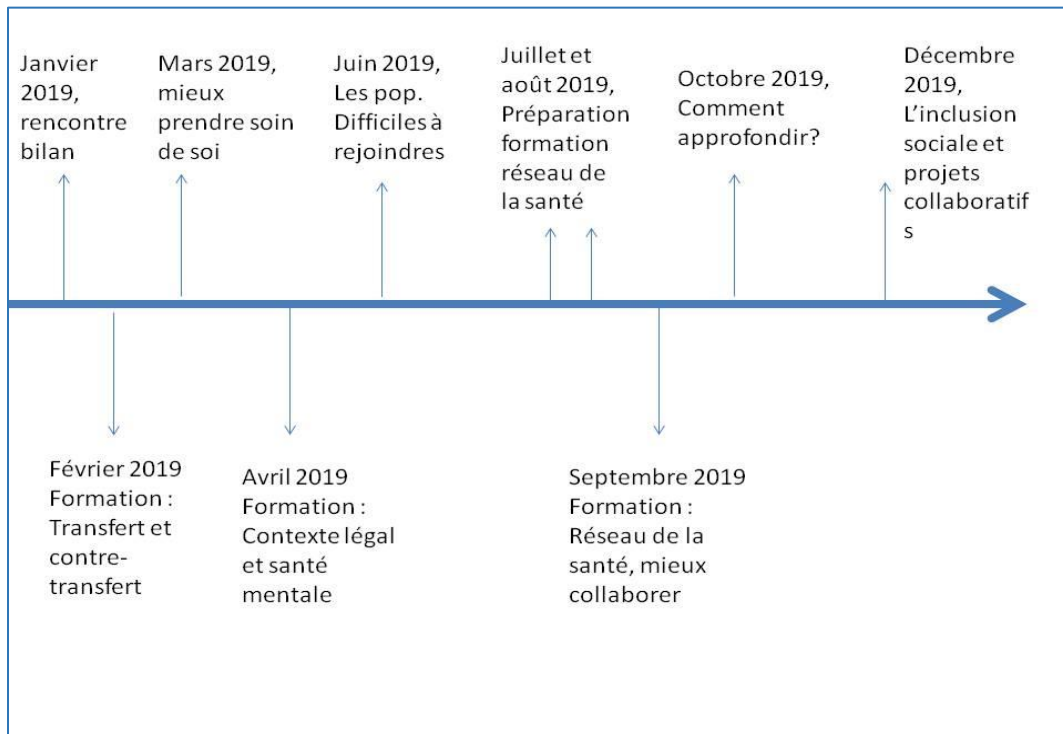 Janvier
2019,
rencontre
bilan
Mars 2019,
mieux
prendre soin
de soi
Juin 2019,
Les pop.
Difficiles à
rejoindres
Juillet et
août 2019,
Préparation
formation
réseau de
la santé
Octobre 2019,
Comment
approfondir?
Décembre
2019,
L’inclusion
sociale et
projets
collaboratif
s
Février 2019
Formation :
Transfert et
contre-
transfert
Avril 2019
Formation :
Contexte légal
et santé
mentale
Septembre 2019
Formation :
Réseau de la
santé, mieux
collaborer